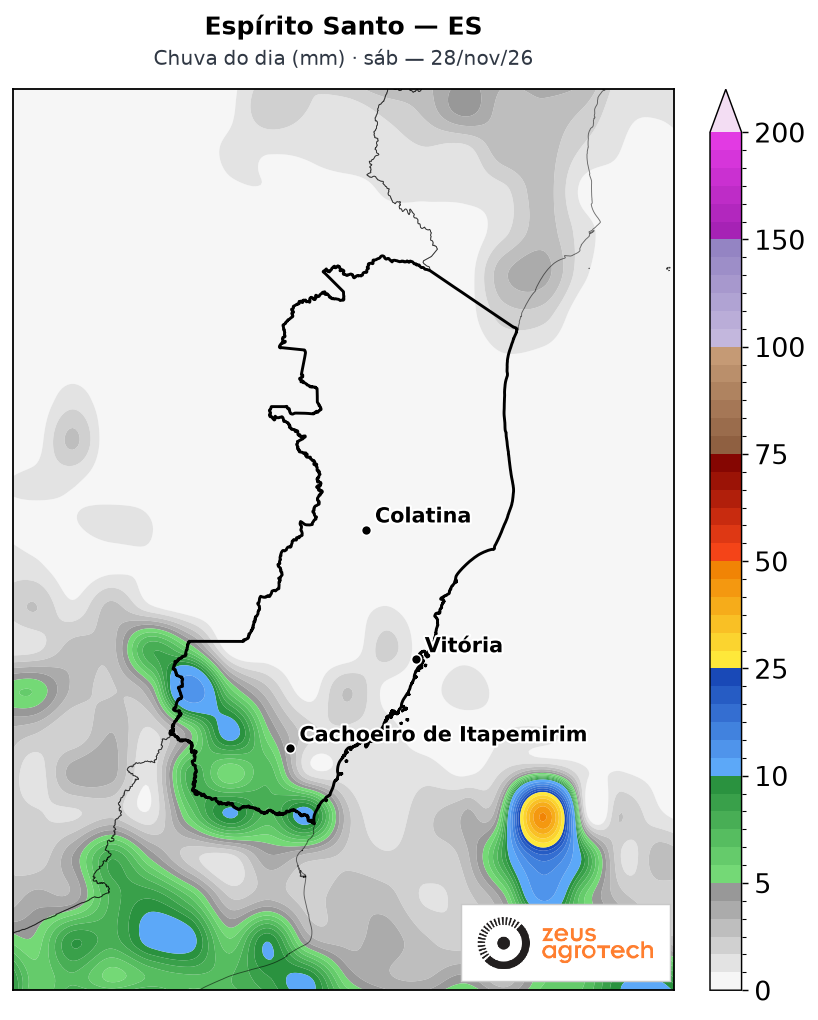 Espírito Santo — ES
Chuva do dia (mm) · sáb — 28/nov/26
200
150
100
75
50
25
10
5
0
Colatina
Vitória
Cachoeiro de Itapemirim
zeus
agrotech